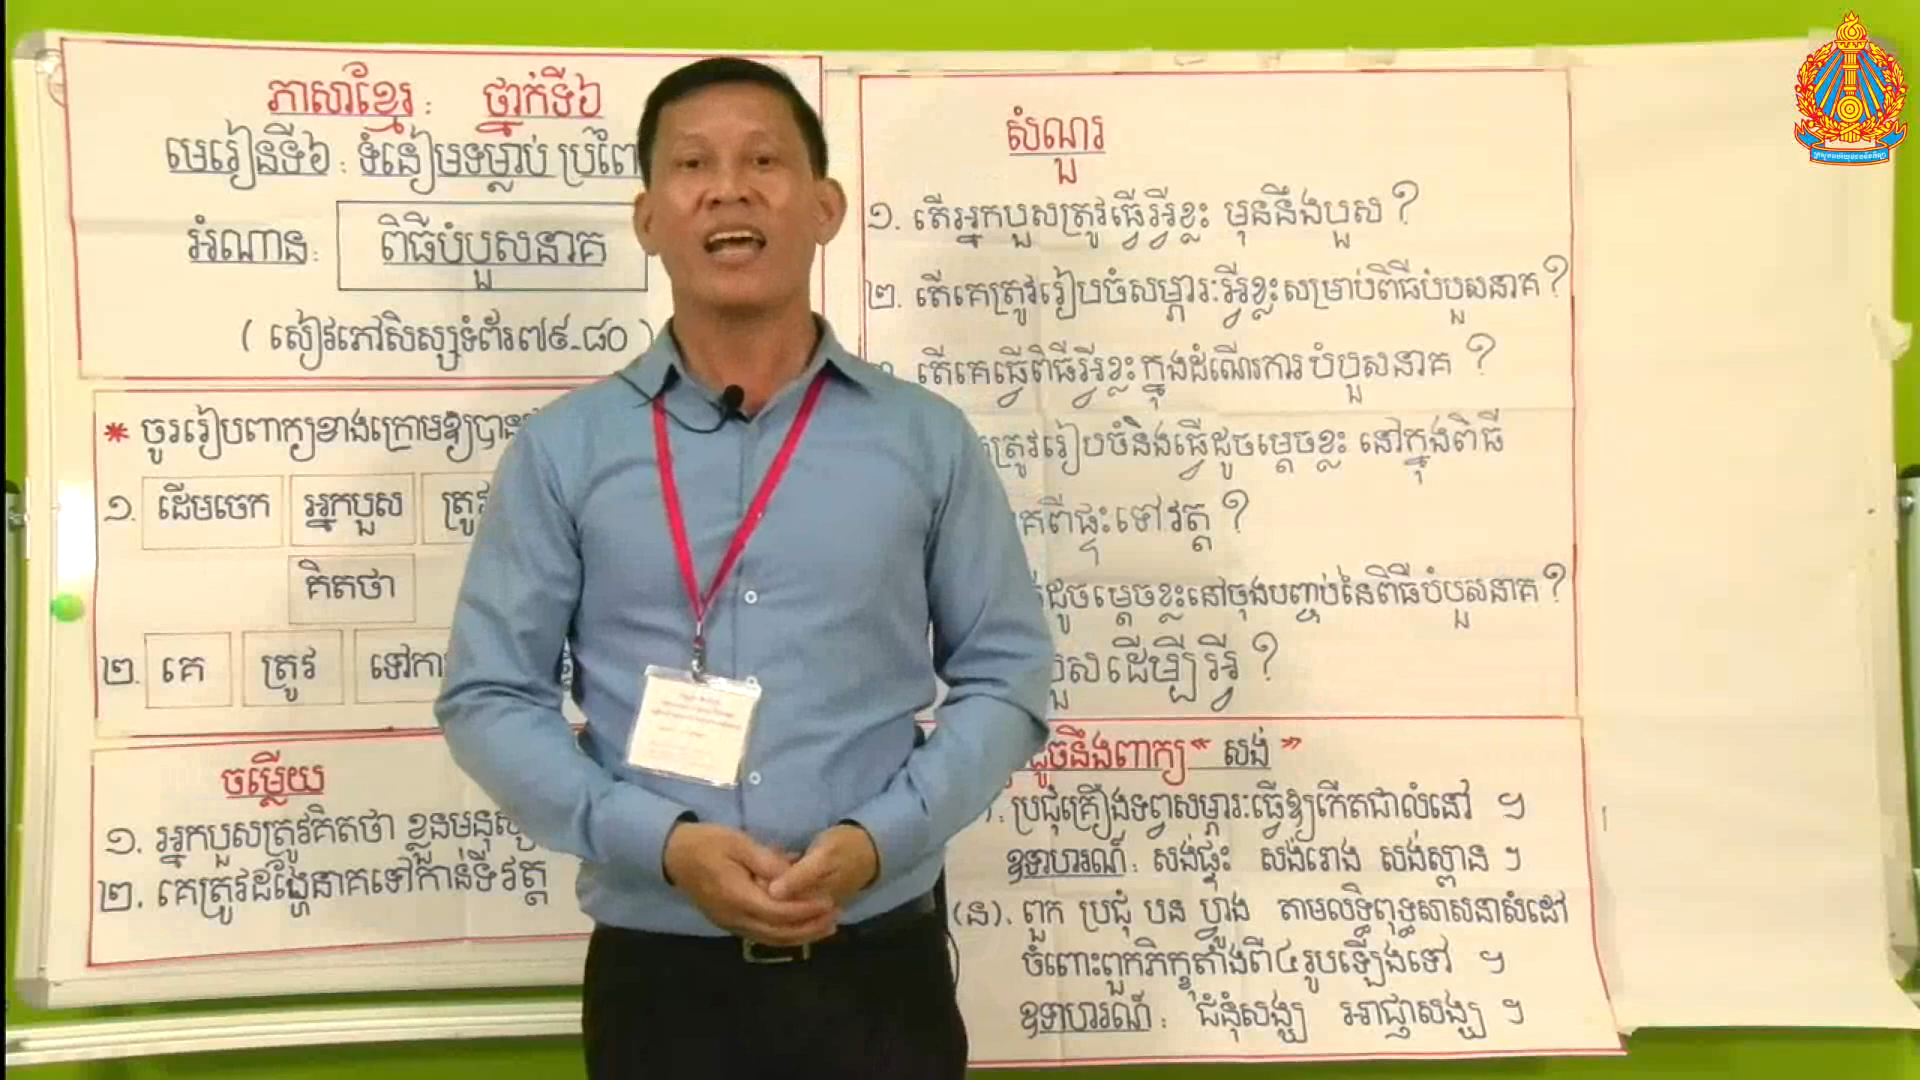 ភាសាខ្មែរ : ថ្នាក់ទី៦
មេរៀនទី៦ : ទំនៀមទម្លាប់ ប្រពៃ
អំណាន: ពិធីបំបួសនាគ
( សៀវភៅសិស្សទំព័រ៧៩-៨០ )
* ចូររៀបពាក្យខាងក្រោមឱ្យបាន
១. ដើមចេក អ្នកបួស ត្រូវ
គិតថា
២. គេ ត្រូវ ទៅកា
ចម្លើយ
១. អ្នកបួសត្រូវគិតថា ខ្លួនមនុស្ស
២. គេត្រូវដង្ហែនាគទៅកាន់ទីវត្ត
សំណួរ
១. តើអ្នកបួសត្រូវធ្វើអ្វីខ្លះ មុននឹងបួស ?
២. តើគេត្រូវរៀបចំសម្ភារៈអ្វីខ្លះសម្រាប់ពិធីបំបួសនាគ ?
តើគេធ្វើពិធីអ្វីខ្លះ ក្នុងដំណើរការ បំបួសនាគ ?
ត្រូវរៀបចំនិងធ្វើដូចម្តេចខ្លះ នៅក្នុងពិធី
គពីផ្ទះទៅវត្ត ?
ដូចម្តេចខ្លះនៅចុងបញ្ចប់នៃពិធីបំបួសនាគ ?
បួសដើម្បីអ្វី ?
ដូចនឹងពាក្យ “ សង់ ”
: ប្រជុំគ្រឿងទព្វសម្ភារៈធ្វើឱ្យកើតជាលំនៅ ។
ឧទាហរណ៍ : សង់ផ្ទះ សង់រោង សង់ស្ពាន ។
(ន). ពួក ប្រជុំ បន ហ្វូង តាមលទ្ធិពុទ្ធសាសនាសំដៅ
ចំពោះពួកភិក្ខុតាំងពី៤រូបឡើងទៅ ។
ឧទាហរណ៍ : ជំនុំសង្ឃ អាជ្ញាសង្ឃ ។